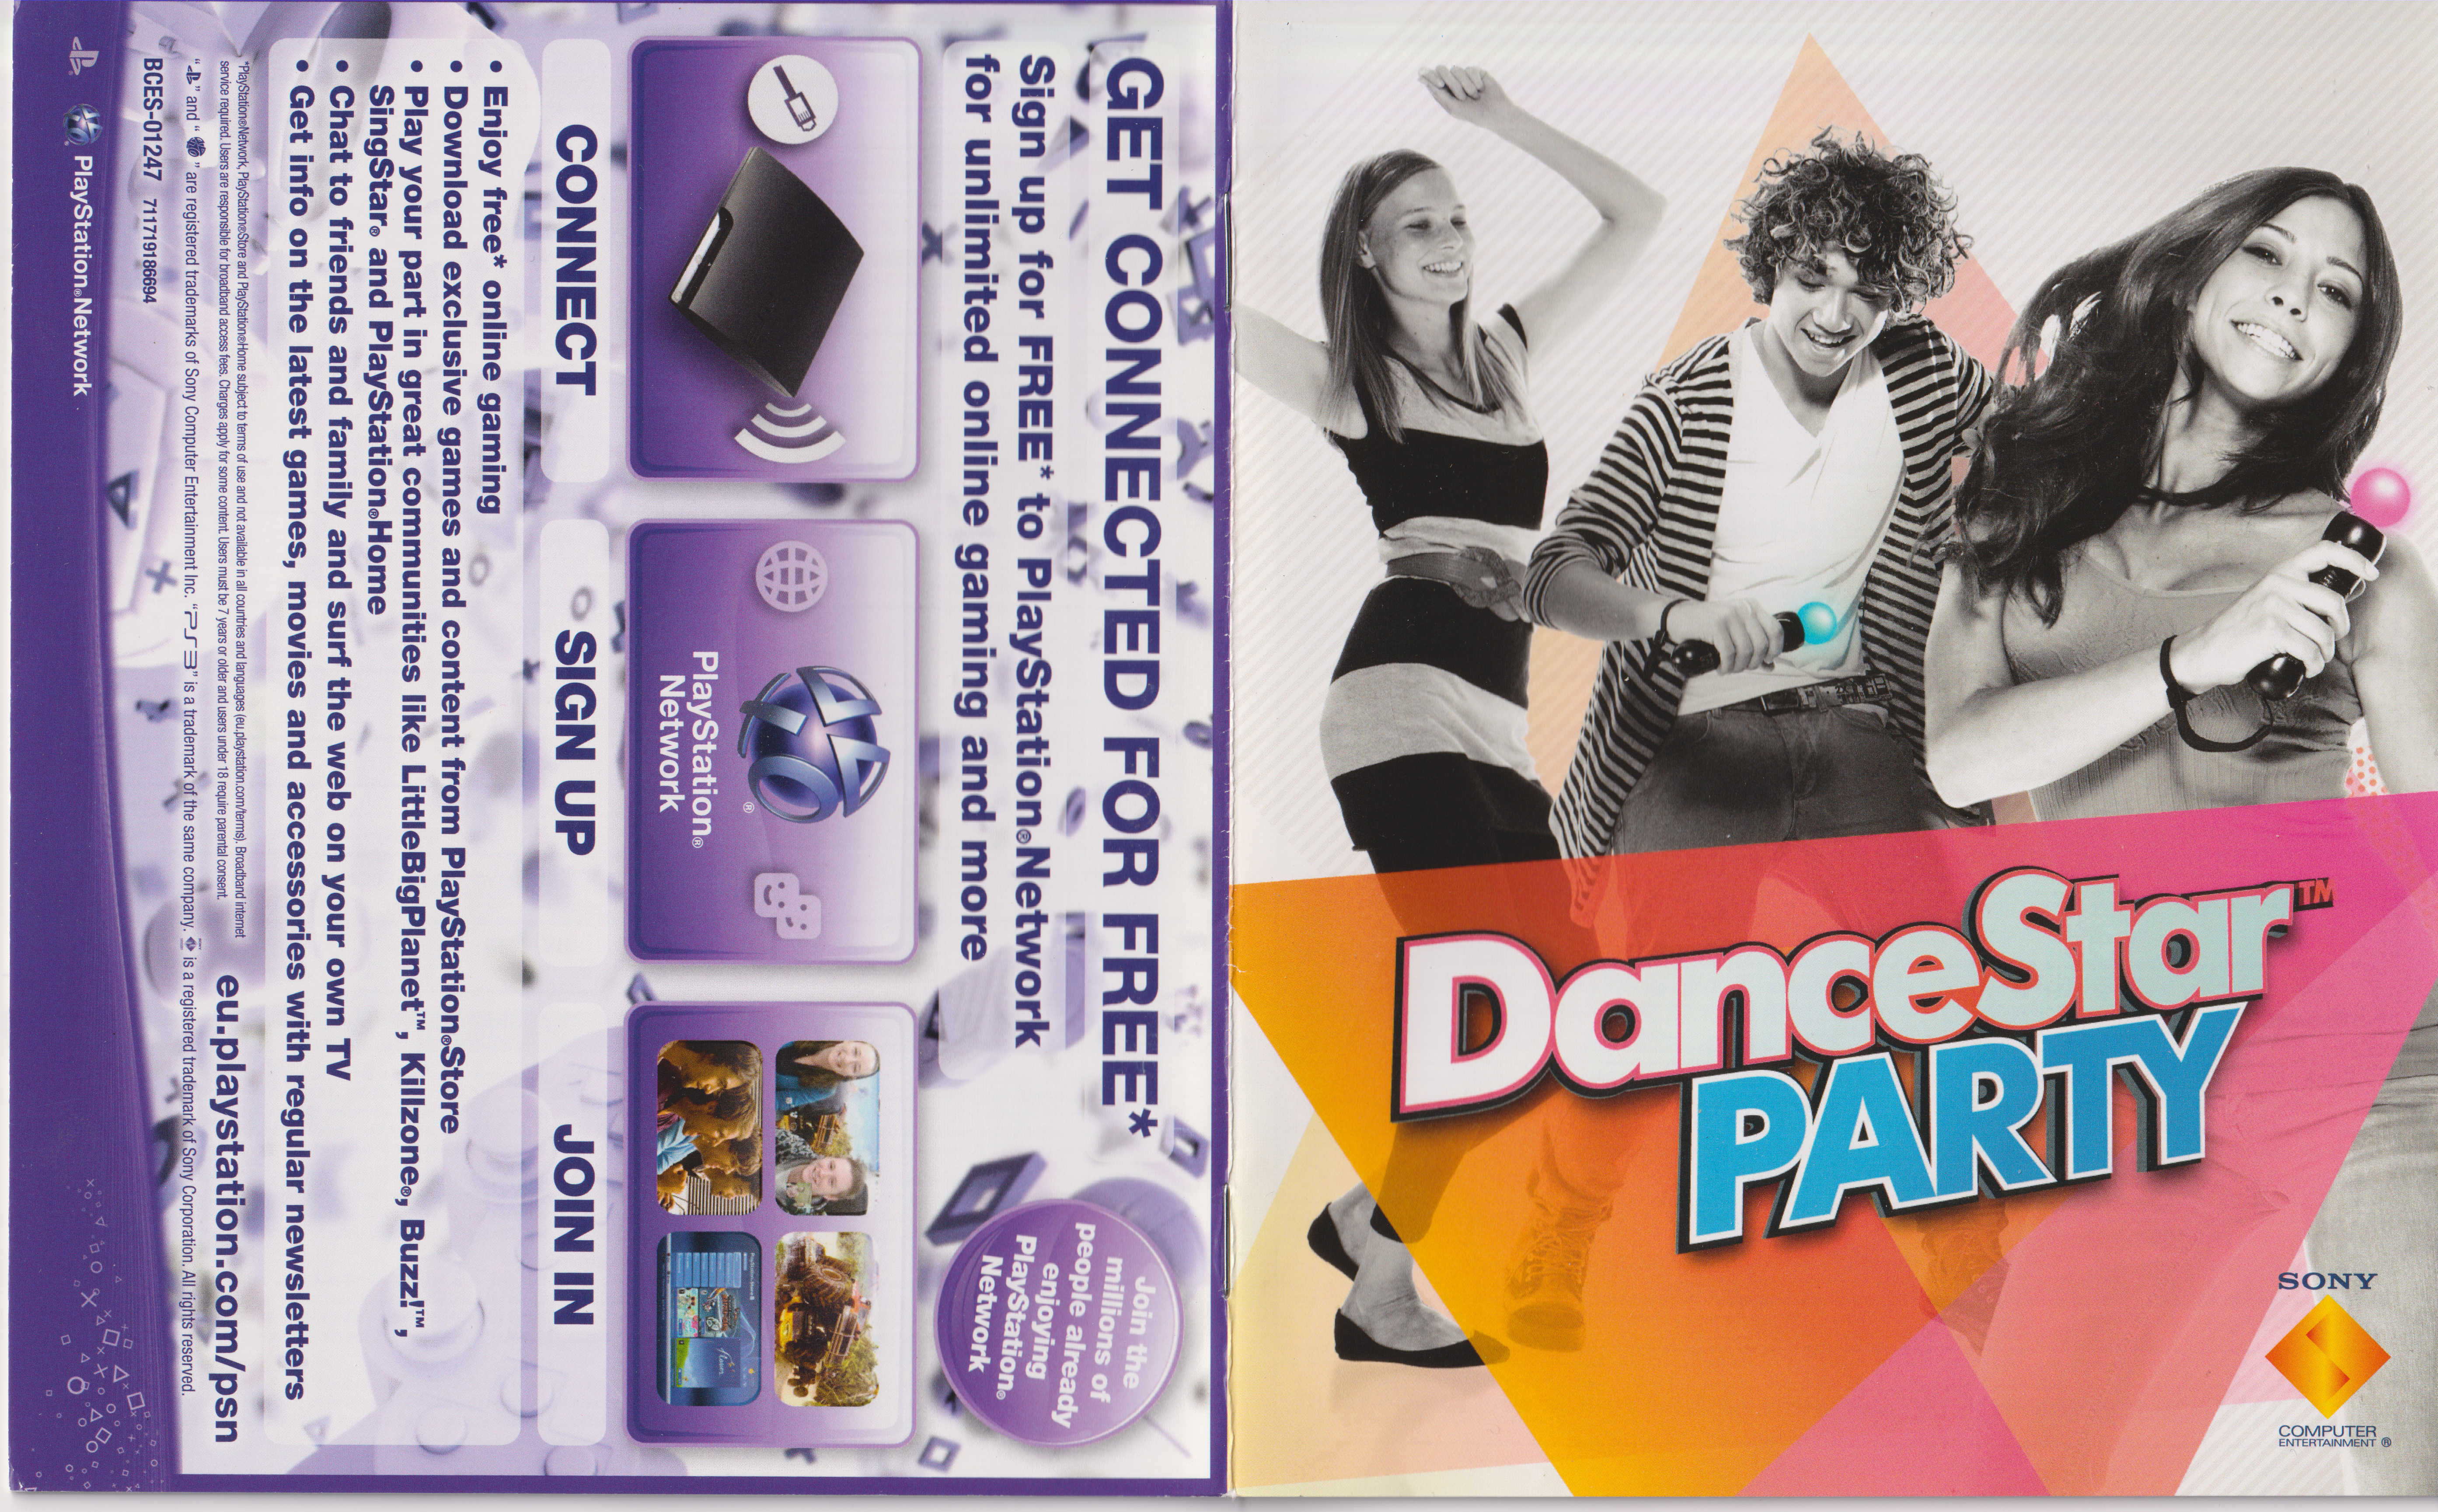 GET CONNECTED FOR FREE*
Sign up for FREE* to PlayStation®Network
for unlimited online gaming and more
Join the
millions of
people already
enjoying
PlayStation®
Network
PlayStation®
Network
®
CONNECT
SIGN UP
JOIN IN
• Enjoy free* online gaming
• Download exclusive games and content from PlayStation®Store
• Play your part in great communities like LittleBigPlanet™, Killzone®, Buzz!™,
SingStar® and PlayStation®Home
• Chat to friends and family and surf the web on your own TV
• Get info on the latest games, movies and accessories with regular newsletters
*PlayStation®Network, PlayStation®Store and PlayStation®Home subject to terms of use and not available in all countries and languages (eu.playstation.com/terms). Broadband internet
service required. Users are responsible for broadband access fees. Charges apply for some content. Users must be 7 years or older and users under 18 require parental consent.
eu.playstation.com/psn
“ ” and “ ” are registered trademarks of Sony Computer Entertainment Inc. “PS3” is a trademark of the same company. is a registered trademark of Sony Corporation. All rights reserved.
BCES-01247 711719186694
PlayStation®Network
DanceStar™
PARTY
SONY
COMPUTER
ENTERTAINMENT ®